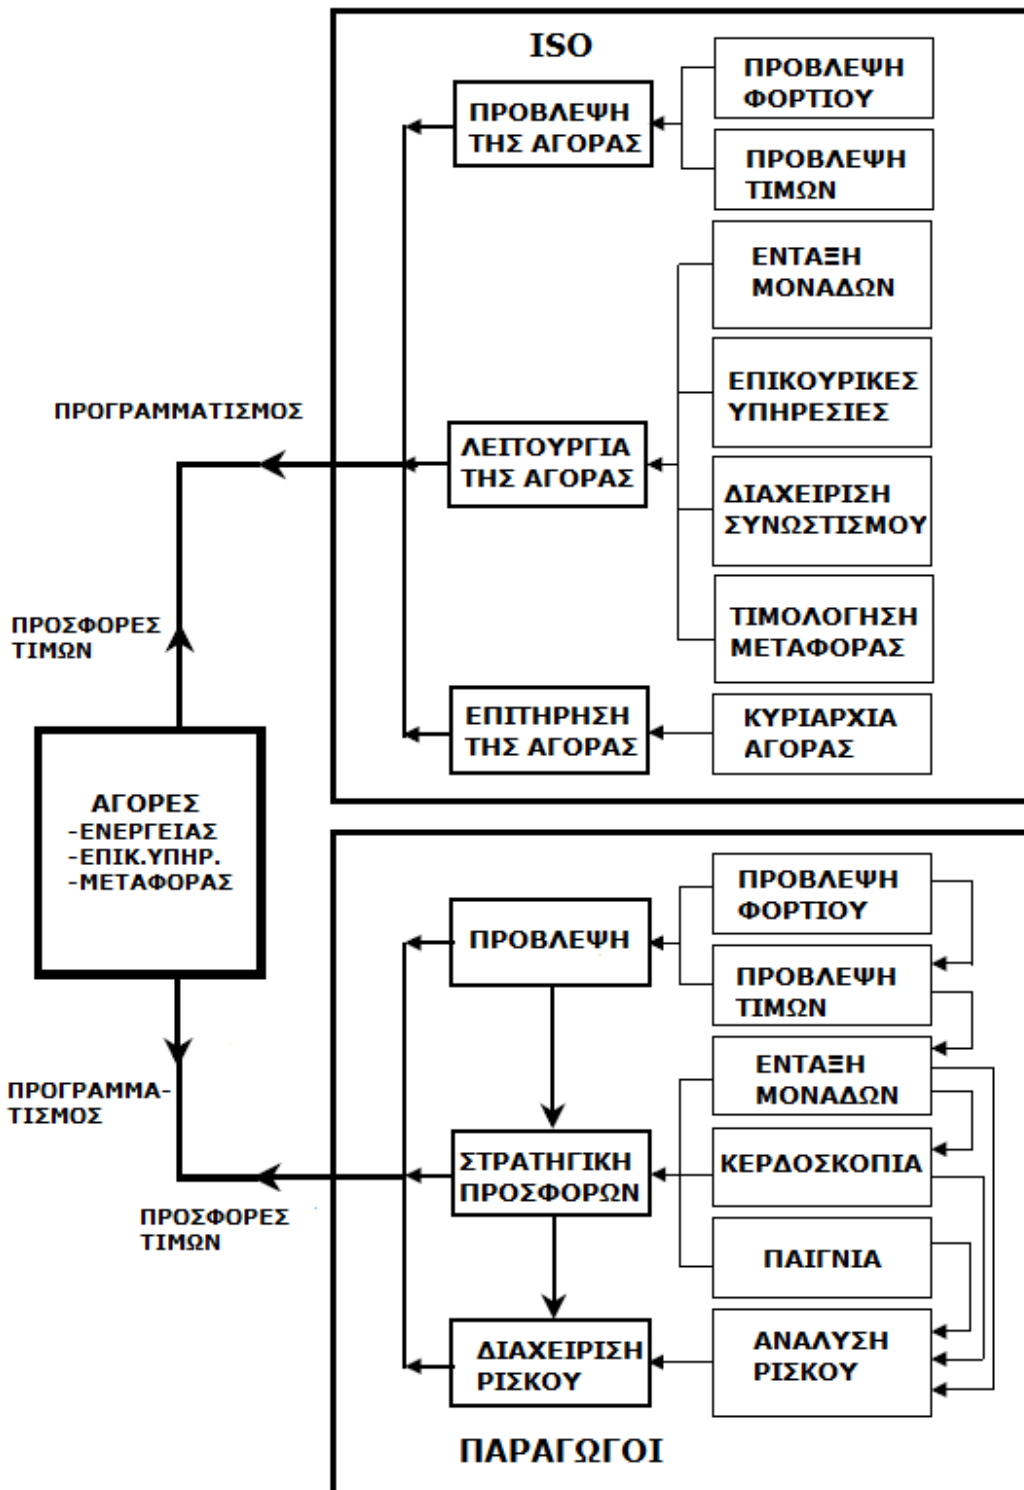 ISO
ΠΡΟΒΛΕΨΗ
ΤΗΣ ΑΓΟΡΑΣ
ΠΡΟΒΛΕΨΗ
ΦΟΡΤΙΟΥ
ΠΡΟΒΛΕΨΗ
ΤΙΜΩΝ
ΕΝΤΑΞΗ
ΜΟΝΑΔΩΝ
ΕΠΙΚΟΥΡΙΚΕΣ
ΥΠΗΡΕΣΙΕΣ
ΠΡΟΓΡΑΜΜΑΤΙΣΜΟΣ
ΛΕΙΤΟΥΡΓΙΑ
ΤΗΣ ΑΓΟΡΑΣ
ΔΙΑΧΕΙΡΙΣΗ
ΣΥΝΩΣΤΙΣΜΟΥ
ΤΙΜΟΛΟΓΗΣΗ
ΜΕΤΑΦΟΡΑΣ
ΠΡΟΣΦΟΡΕΣ
ΤΙΜΩΝ
ΕΠΙΤΗΡΗΣΗ
ΤΗΣ ΑΓΟΡΑΣ
ΚΥΡΙΑΡΧΙΑ
ΑΓΟΡΑΣ
ΑΓΟΡΕΣ
-ΕΝΕΡΓΕΙΑΣ
-ΕΠΙΚ.ΥΠΗΡ.
-ΜΕΤΑΦΟΡΑΣ
ΠΡΟΒΛΕΨΗ
ΠΡΟΒΛΕΨΗ
ΦΟΡΤΙΟΥ
ΠΡΟΒΛΕΨΗ
ΤΙΜΩΝ
ΕΝΤΑΞΗ
ΜΟΝΑΔΩΝ
ΠΡΟΓΡΑΜΜΑ-
ΤΙΣΜΟΣ
ΣΤΡΑΤΗΓΙΚΗ
ΠΡΟΣΦΟΡΩΝ
ΚΕΡΔΟΣΚΟΠΙΑ
ΠΡΟΣΦΟΡΕΣ
ΤΙΜΩΝ
ΠΑΙΓΝΙΑ
ΔΙΑΧΕΙΡΙΣΗ
ΡΙΣΚΟΥ
ΑΝΑΛΥΣΗ
ΡΙΣΚΟΥ
ΠΑΡΑΓΩΓΟΙ